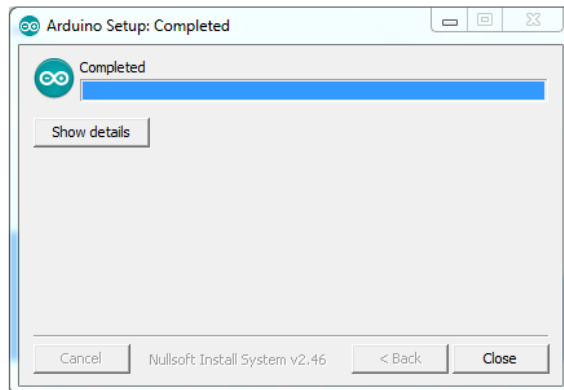 Arduino Setup: Completed
Completed
Show details
Cancel Nullsoft Install System v2.46 < Back Close